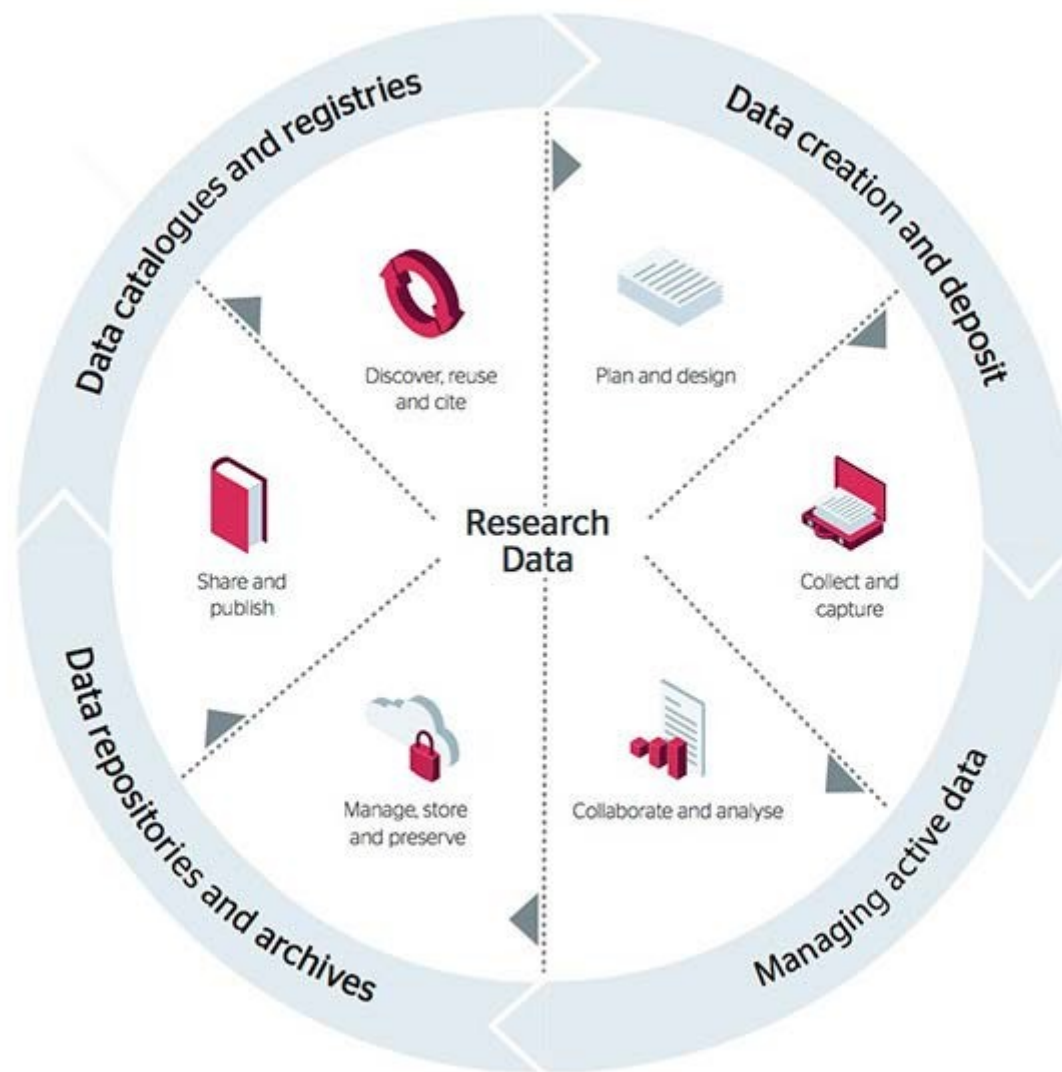 Data catalogues and registries
Data creation and deposit
Discover, reuse
and cite
Plan and design
Research
Data
Share and
publish
Collect and
capture
Manage, store
and preserve
Collaborate and analyse
Data repositories and archives
Managing active data